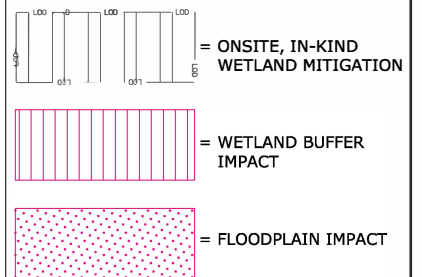 LOD LOD LOD
= ONSITE, IN-KIND
WETLAND MITIGATION
LOD
LOD LOD
= WETLAND BUFFER
IMPACT
= FLOODPLAIN IMPACT